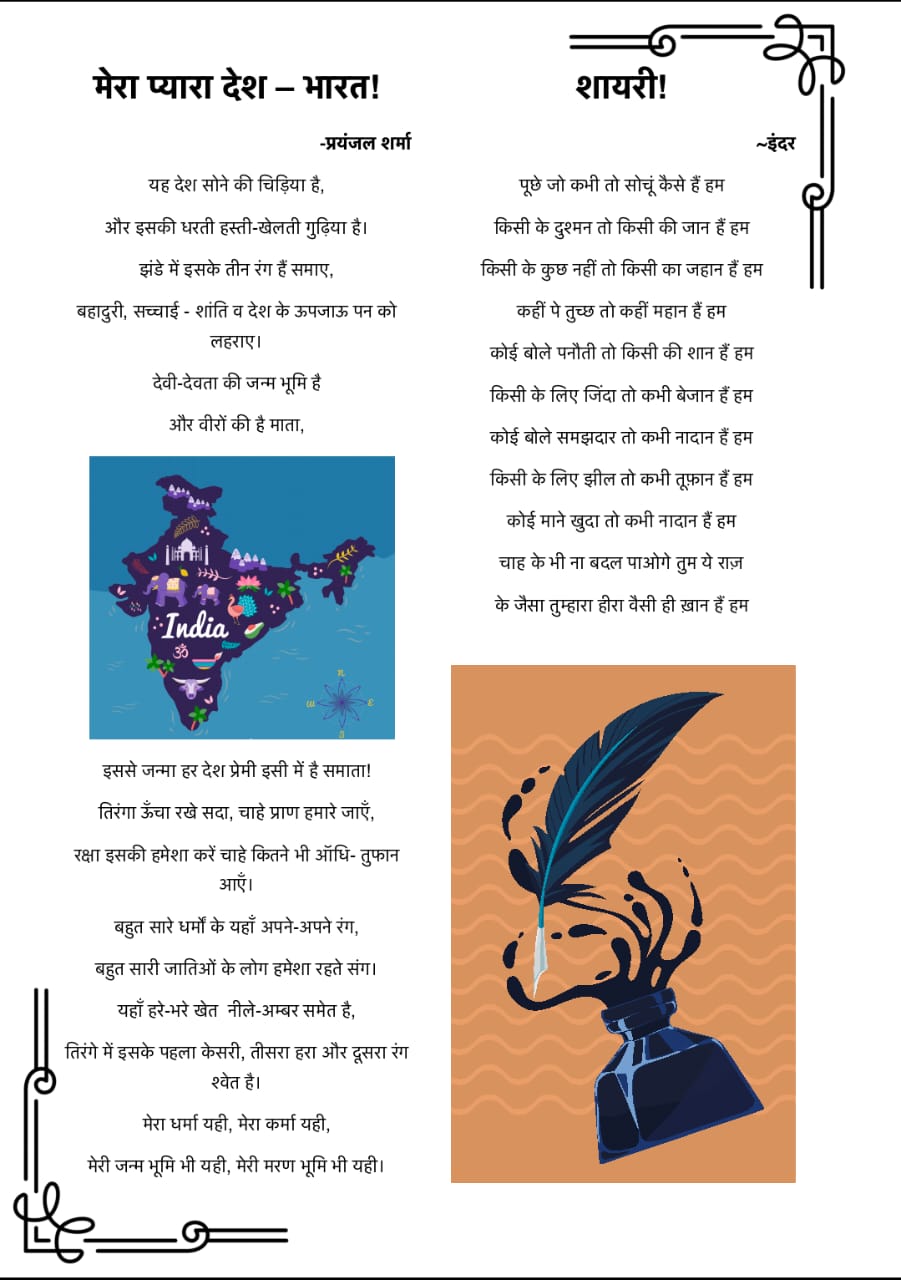 मेरा प्यारा देश – भारत!
-प्रयंजल शर्मा
यह देश सोने की चिड़िया है,
और इसकी धरती हस्ती-खेलती गुढ़िया है।
झंडे में इसके तीन रंग हैं समाए,
बहादुरी, सच्चाई - शांति व देश के ऊपजाऊ पन को
लहराए।
देवी-देवता की जन्म भूमि है
और वीरों की है माता,
India
ॐ
n
w
e
s
इससे जन्मा हर देश प्रेमी इसी में है समाता!
तिरंगा ऊँचा रखे सदा, चाहे प्राण हमारे जाएँ,
रक्षा इसकी हमेशा करें चाहे कितने भी ऑधि- तुफान
आएँ।
बहुत सारे धर्मों के यहाँ अपने-अपने रंग,
बहुत सारी जातिओं के लोग हमेशा रहते संग।
यहाँ हरे-भरे खेत नीले-अम्बर समेत है,
तिरंगे में इसके पहला केसरी, तीसरा हरा और दूसरा रंग
श्वेत है।
मेरा धर्मा यही, मेरा कर्मा यही,
मेरी जन्म भूमि भी यही, मेरी मरण भूमि भी यही।
शायरी!
~इंदर
पूछे जो कभी तो सोचूं कैसे हैं हम
किसी के दुश्मन तो किसी की जान हैं हम
किसी के कुछ नहीं तो किसी का जहान हैं हम
कहीं पे तुच्छ तो कहीं महान हैं हम
कोई बोले पनौती तो किसी की शान हैं हम
किसी के लिए जिंदा तो कभी बेजान हैं हम
कोई बोले समझदार तो कभी नादान हैं हम
किसी के लिए झील तो कभी तूफ़ान हैं हम
कोई माने खुदा तो कभी नादान हैं हम
चाह के भी ना बदल पाओगे तुम ये राज़
के जैसा तुम्हारा हीरा वैसी ही ख़ान हैं हम